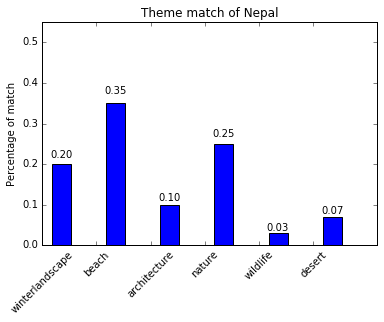 Theme match of Nepal
Percentage of match
0.5
0.4
0.3
0.2
0.1
0.0
0.20
0.35
0.10
0.25
0.03
0.07
winterlandscape
beach
architecture
nature
wildlife
desert